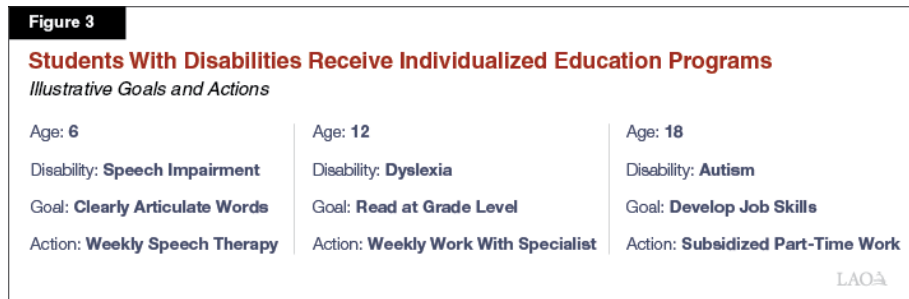 Figure 3
Students With Disabilities Receive Individualized Education Programs
Illustrative Goals and Actions
Age: 6
Disability: Speech Impairment
Goal: Clearly Articulate Words
Action: Weekly Speech Therapy
Age: 12
Disability: Dyslexia
Goal: Read at Grade Level
Action: Weekly Work With Specialist
Age: 18
Disability: Autism
Goal: Develop Job Skills
Action: Subsidized Part-Time Work
LAO